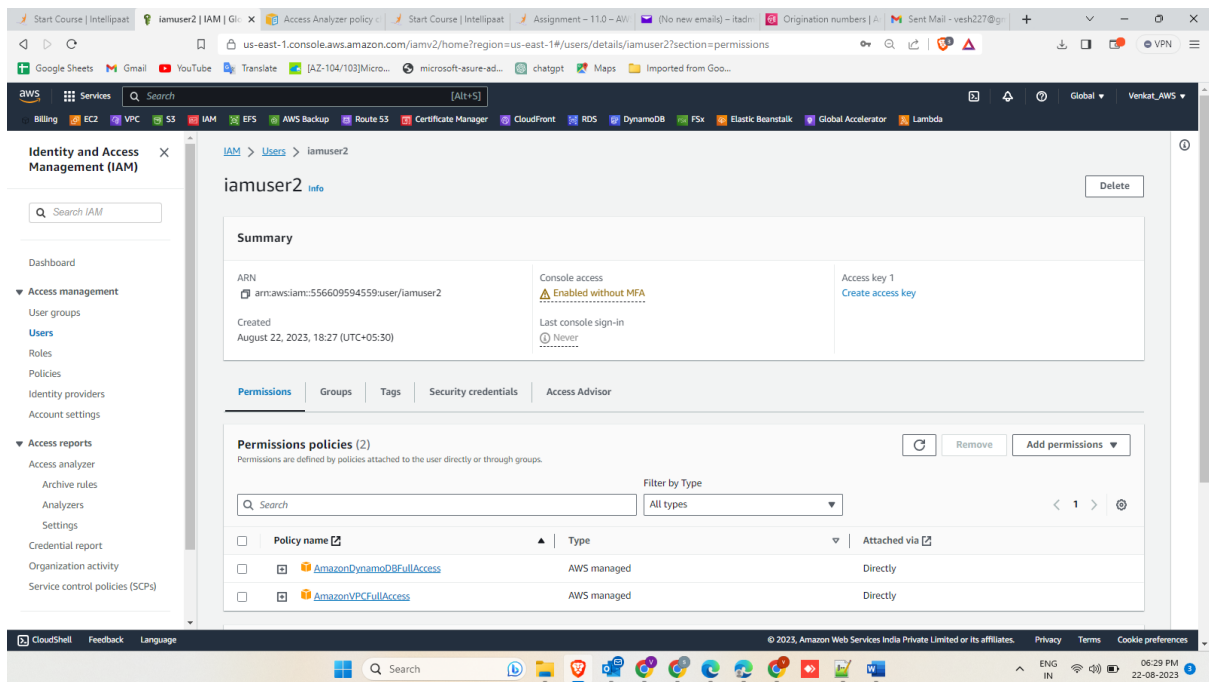 Start Course | Intellipaat
iamuser2 | IAM | Glo
Access Analyzer policy c
Start Course | Intellipaat
Assignment – 11.0 – AW
(No new emails) – itadm
Origination numbers | A
Sent Mail - vesh227@gm
us-east-1.console.aws.amazon.com/iamv2/home?region=us-east-1#/users/details/iamuser2?section=permissions
VPN
Google Sheets
Gmail
YouTube
Translate
[AZ-104/103]Micro...
microsoft-asure-ad...
chatgpt
Maps
Imported from Goo...
aws
Services
Search
[Alt+S]
Global
Venkat_AWS
Billing
EC2
VPC
S3
IAM
EFS
AWS Backup
Route 53
Certificate Manager
CloudFront
RDS
DynamoDB
FSx
Elastic Beanstalk
Global Accelerator
Lambda
Identity and Access
Management (IAM)
Search IAM
Dashboard
Access management
User groups
Users
Roles
Policies
Identity providers
Account settings
Access reports
Access analyzer
Archive rules
Analyzers
Settings
Credential report
Organization activity
Service control policies (SCPs)
IAM > Users > iamuser2
iamuser2 Info
Delete
Summary
ARN
arn:aws:iam::556609594559:user/iamuser2
Created
August 22, 2023, 18:27 (UTC+05:30)
Console access
Enabled without MFA
Last console sign-in
Never
Access key 1
Create access key
Permissions
Groups
Tags
Security credentials
Access Advisor
Permissions policies (2)
Permissions are defined by policies attached to the user directly or through groups.
Remove
Add permissions
Filter by Type
Search
All types
1
Policy name
Type
Attached via
AmazonDynamoDBFullAccess
AWS managed
Directly
AmazonVPCFullAccess
AWS managed
Directly
CloudShell
Feedback
Language
© 2023, Amazon Web Services India Private Limited or its affiliates.
Privacy
Terms
Cookie preferences
Search
ENG
IN
06:29 PM
22-08-2023
3